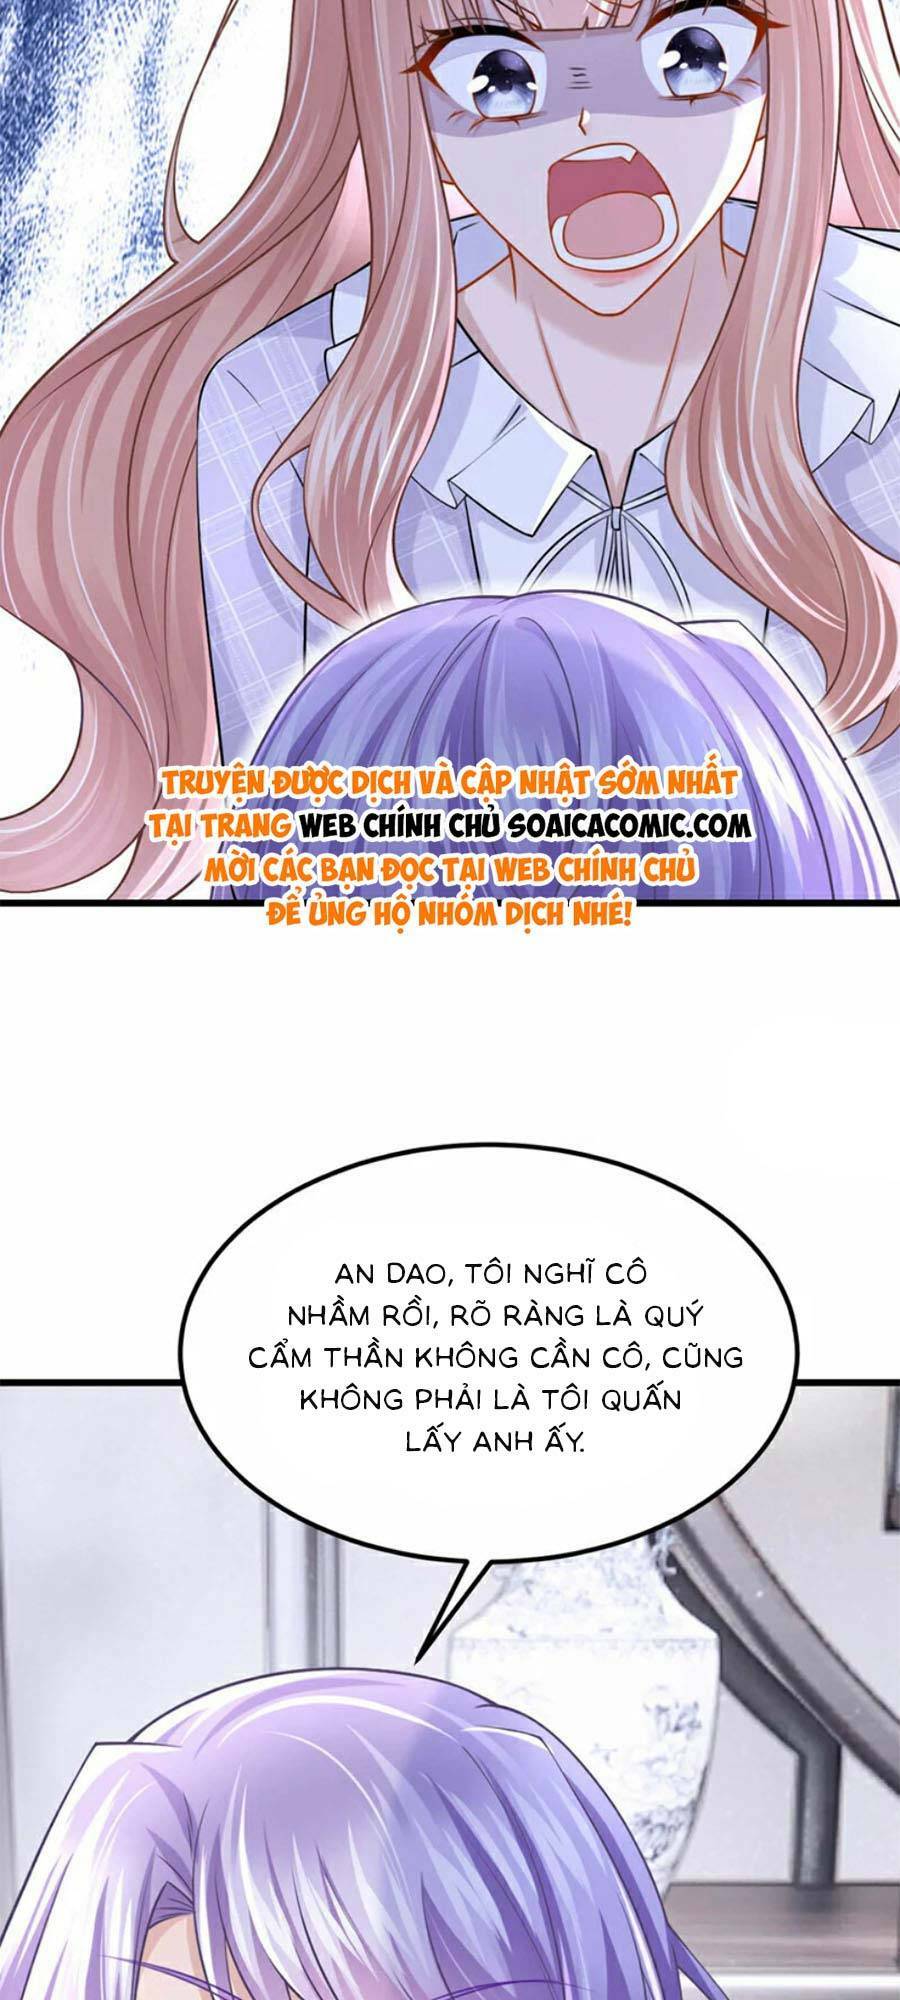 TRUYỆN ĐƯỢC DỊCH VÀ CẬP NHẬT SỚM NHẤT
TẠI TRANG WEB CHÍNH CHỦ SOAICACOMIC.COM
MỜI CÁC BẠN ĐỌC TẠI WEB CHÍNH CHỦ
ĐỂ ỦNG HỘ NHÓM DỊCH NHÉ!
AN DAO, TÔI NGHĨ CÔ
NHẦM RỒI, RÕ RÀNG LÀ QUÝ
CẨM THẦN KHÔNG CẦN CÔ, CŨNG
KHÔNG PHẢI LÀ TÔI QUẤN
LẤY ANH ẤY.